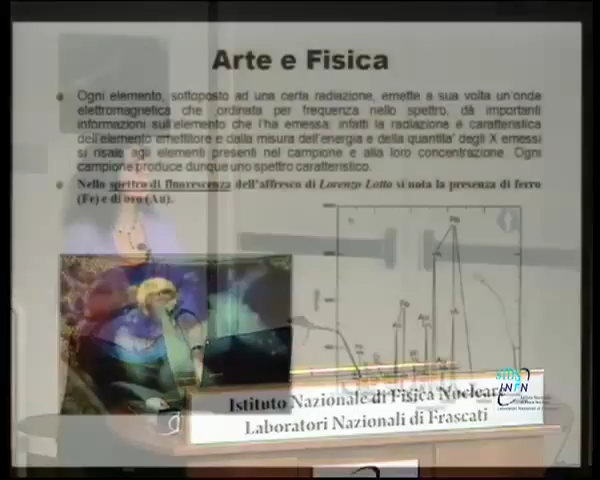 Arte e Fisica
Ogni elemento, sottoposto ad una certa radiazione, emette a sua volta un'onda
elettromagnetica che ordinata per frequenza nello spettro, dà importanti
informazioni sull'elemento che l'ha emessa: infatti la radiazione è caratteristica
dell'elemento emettitore e dalla misura dell'energia e della quantita' degli X emessi
si risale agli elementi presenti nel campione e alla loro concentrazione. Ogni
campione produce dunque uno spettro caratteristico.
Nello spettro di fluorescenza dell'affresco di Lorenzo Lotto si nota la presenza di ferro
(Fe) e di oro (Au).
Istituto Nazionale di Fisica Nucleare
Laboratori Nazionali di Frascati
INFN